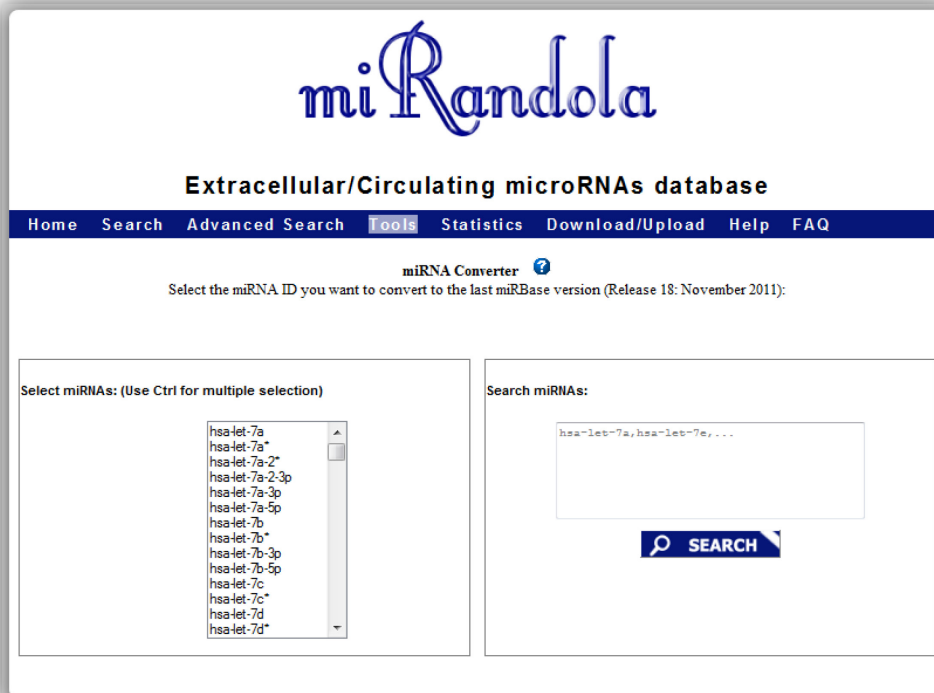 miRandola
Extracellular/Circulating microRNAs database
Home Search Advanced Search Tools Statistics Download/Upload Help FAQ
miRNA Converter ?
Select the miRNA ID you want to convert to the last miRBase version (Release 18: November 2011):
Select miRNAs: (Use Ctrl for multiple selection)
hsa-let-7a
hsa-let-7a*
hsa-let-7a-2*
hsa-let-7a-2-3p
hsa-let-7a-3p
hsa-let-7a-5p
hsa-let-7b
hsa-let-7b*
hsa-let-7b-3p
hsa-let-7b-5p
hsa-let-7c
hsa-let-7c*
hsa-let-7d
hsa-let-7d*
Search miRNAs:
hsa-let-7a,hsa-let-7e,...
SEARCH